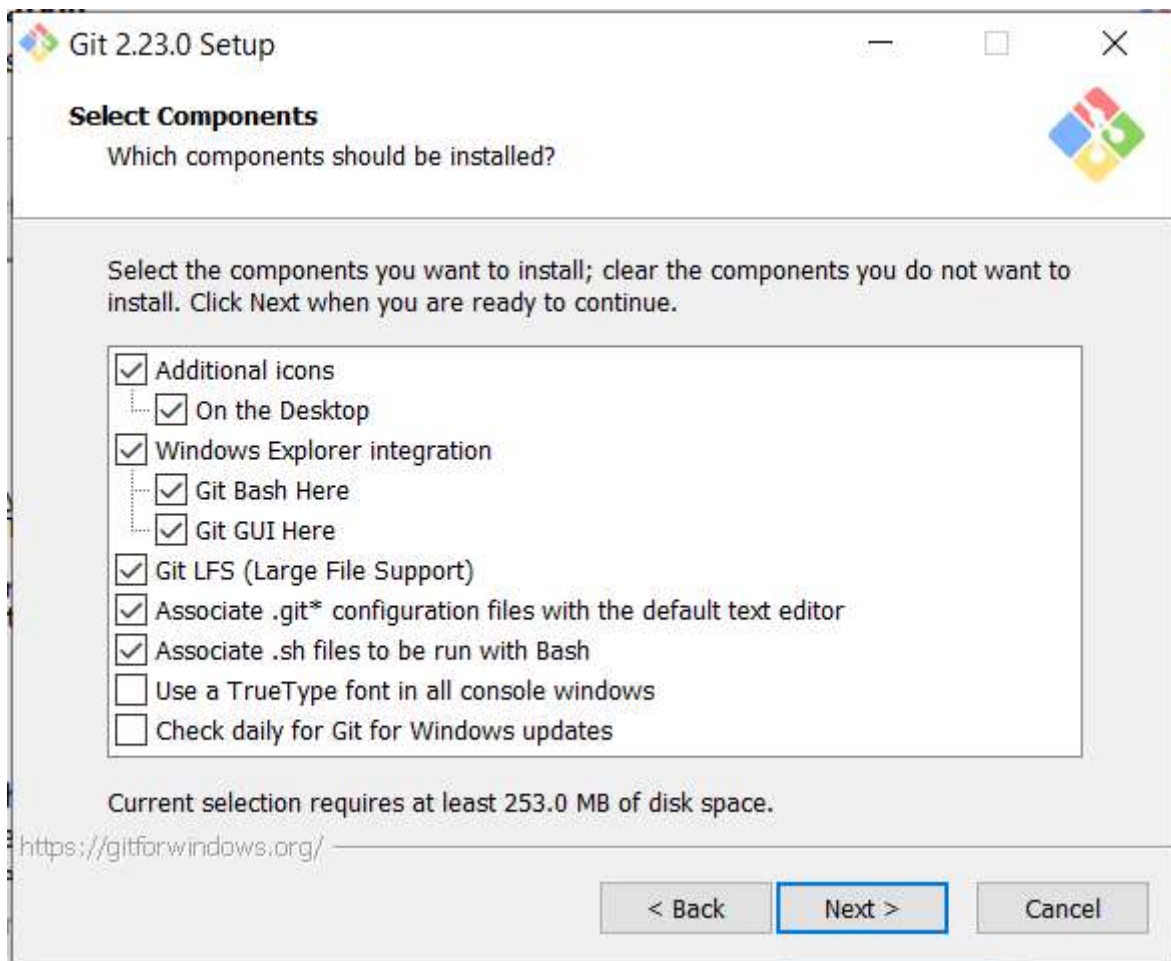 Git 2.23.0 Setup
Select Components
Which components should be installed?
Select the components you want to install; clear the components you do not want to
install. Click Next when you are ready to continue.
Additional icons
On the Desktop
Windows Explorer integration
Git Bash Here
Git GUI Here
Git LFS (Large File Support)
Associate .git* configuration files with the default text editor
Associate .sh files to be run with Bash
Use a TrueType font in all console windows
Check daily for Git for Windows updates
Current selection requires at least 253.0 MB of disk space.
https://gitforwindows.org/
< Back
Next >
Cancel